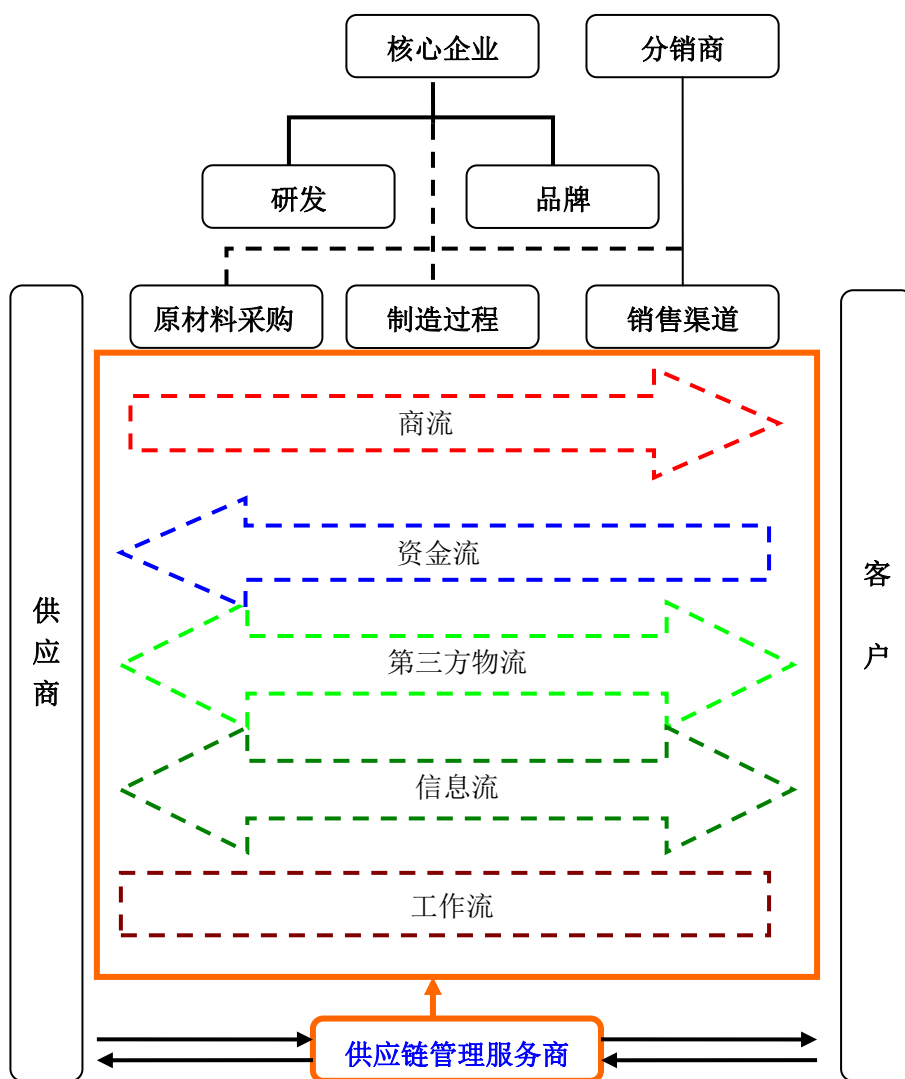 核心企业
分销商
研发
品牌
原材料采购
制造过程
销售渠道
供应商
客户
商流
资金流
第三方物流
信息流
工作流
供应链管理服务商